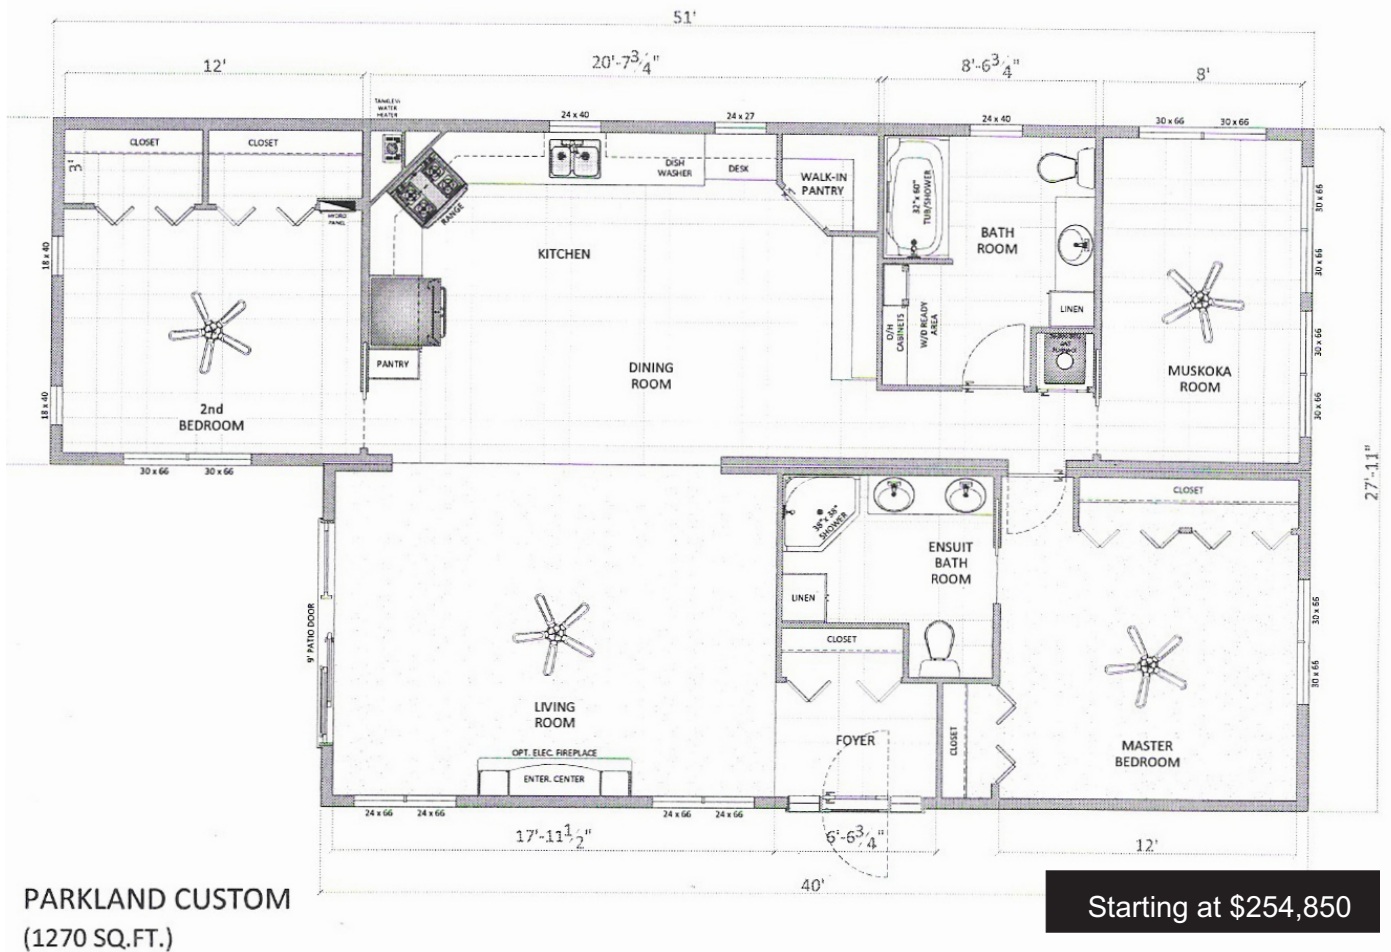 51'
12'
20'-7 3/4"
8'-6 3/4"
8'
TANKLESS
WATER
HEATER
24 x 40
24 x 27
24 x 40
30 x 66
30 x 66
CLOSET
CLOSET
3'
HYDRO
PANEL
RANGE
DISH
WASHER
DESK
WALK-IN
PANTRY
32" x 60"
TUB/SHOWER
BATH
ROOM
KITCHEN
18 x 40
18 x 40
O/H
CABINETS
W/D READY
AREA
LINEN
GAS
FURNACE
30 x 66
30 x 66
30 x 66
30 x 66
MUSKOKA
ROOM
PANTRY
DINING
ROOM
2nd
BEDROOM
30 x 66
30 x 66
27'-11"
CLOSET
38" x 38"
SHOWER
ENSUIT
BATH
ROOM
LINEN
CLOSET
9' PATIO DOOR
30 x 66
30 x 66
LIVING
ROOM
FOYER
CLOSET
MASTER
BEDROOM
OPT. ELEC. FIREPLACE
ENTER. CENTER
24 x 66
24 x 66
24 x 66
24 x 66
17'-11 1/2"
6'-6 3/4"
12'
40'
PARKLAND CUSTOM
(1270 SQ.FT.)
Starting at $254,850